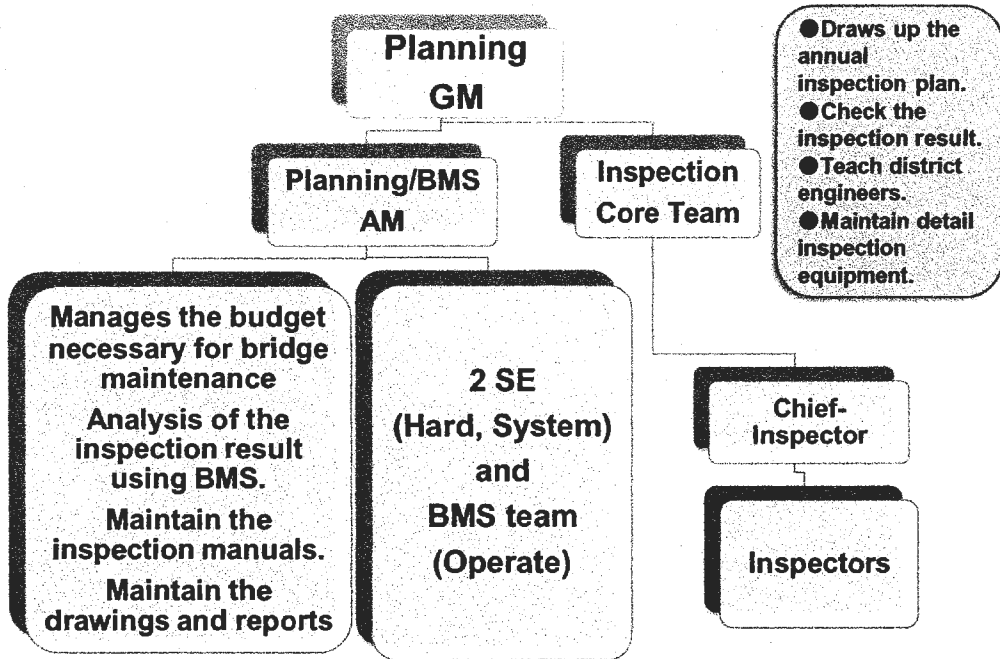 Planning
GM
●Draws up the
annual
inspection plan.
●Check the
inspection result.
●Teach district
engineers.
●Maintain detail
inspection
equipment.
Planning/BMS
AM
Inspection
Core Team
Manages the budget
necessary for bridge
maintenance
Analysis of the
inspection result
using BMS.
Maintain the
inspection manuals.
Maintain the
drawings and reports
2 SE
(Hard, System)
and
BMS team
(Operate)
Chief-
Inspector
Inspectors